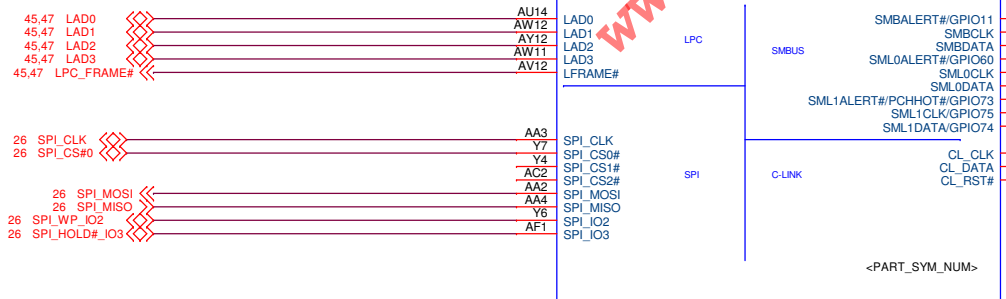 45,47 LAD0 AU14 LAD0 SMBALERT#/GPIO11
45,47 LAD1 AW12 LAD1 LPC SMBUS SMBCLK
45,47 LAD2 AY12 LAD2 SMBDATA
45,47 LAD3 AW11 LAD3 SML0ALERT#/GPIO60
45,47 LPC_FRAME# AV12 LFRAME# SML0CLK
SML0DATA
SML1ALERT#/PCHHOT#/GPIO73
SML1CLK/GPIO75
SML1DATA/GPIO74
26 SPI_CLK AA3 SPI_CLK
26 SPI_CS#0 Y7 SPI_CS0# CL_CLK
Y4 SPI_CS1# CL_DATA
AC2 SPI_CS2# SPI C-LINK CL_RST#
26 SPI_MOSI AA2 SPI_MOSI
26 SPI_MISO AA4 SPI_MISO
26 SPI_WP_IO2 Y6 SPI_IO2
26 SPI_HOLD#_IO3 AF1 SPI_IO3
<PART_SYM_NUM>